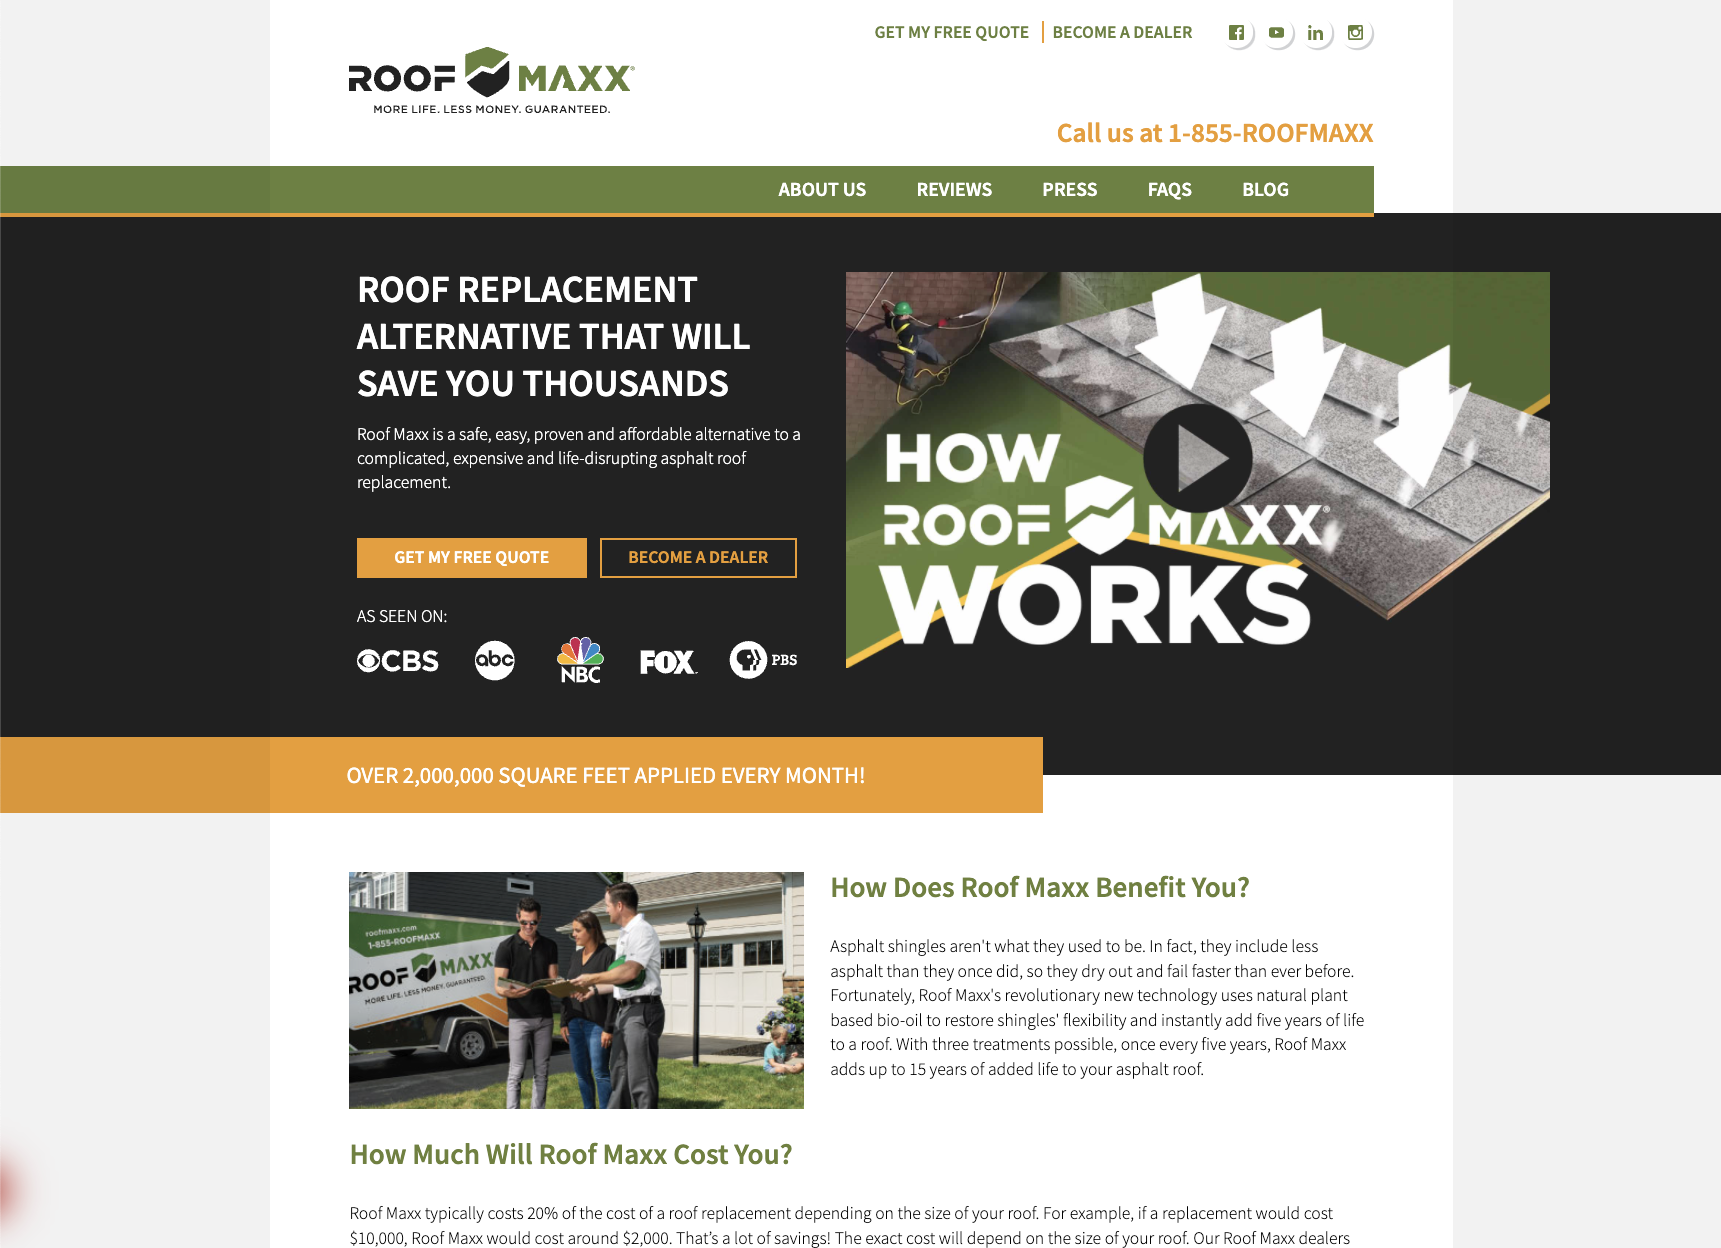 GET MY FREE QUOTE
BECOME A DEALER
ROOF MAXX®
MORE LIFE. LESS MONEY. GUARANTEED.
Call us at 1-855-ROOFMAXX
ABOUT US
REVIEWS
PRESS
FAQS
BLOG
ROOF REPLACEMENT
ALTERNATIVE THAT WILL
SAVE YOU THOUSANDS
Roof Maxx is a safe, easy, proven and affordable alternative to a
complicated, expensive and life-disrupting asphalt roof
replacement.
GET MY FREE QUOTE
BECOME A DEALER
AS SEEN ON:
CBS
abc
NBC
FOX
PBS
HOW
ROOF MAXX®
WORKS
OVER 2,000,000 SQUARE FEET APPLIED EVERY MONTH!
roofmaxx.com
1-855-ROOFMAXX
ROOF MAXX
MORE LIFE. LESS MONEY. GUARANTEED.
How Does Roof Maxx Benefit You?
Asphalt shingles aren't what they used to be. In fact, they include less
asphalt than they once did, so they dry out and fail faster than ever before.
Fortunately, Roof Maxx's revolutionary new technology uses natural plant
based bio-oil to restore shingles' flexibility and instantly add five years of life
to a roof. With three treatments possible, once every five years, Roof Maxx
adds up to 15 years of added life to your asphalt roof.
How Much Will Roof Maxx Cost You?
Roof Maxx typically costs 20% of the cost of a roof replacement depending on the size of your roof. For example, if a replacement would cost
$10,000, Roof Maxx would cost around $2,000. That’s a lot of savings! The exact cost will depend on the size of your roof. Our Roof Maxx dealers